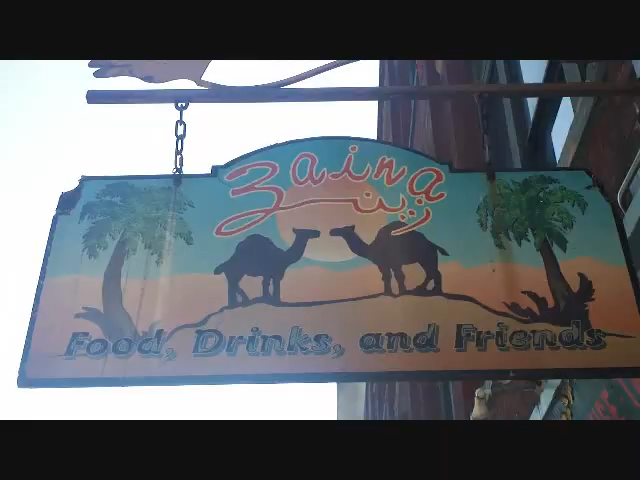 Zaina
زينة
Food, Drinks, and Friends